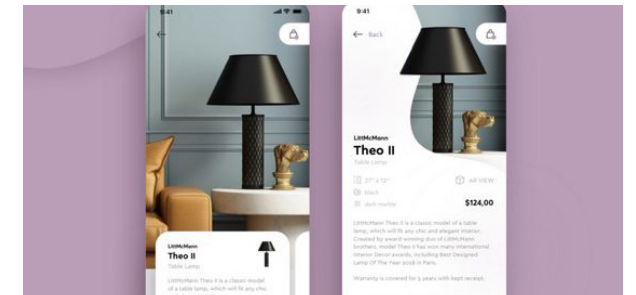 9:41
LittMcMann
Theo II
Table Lamp
LittMcMann Theo II is a classic model
of a table lamp, which will fit any chic
9:41
Back
LittMcMann
Theo II
Table Lamp
AR VIEW
black
dark marble
$124,00
LittMcMann Theo II is a classic model of a table
lamp, which will fit any chic and elegant interior.
Created by award-winning duo of LittMcMann
brothers, model Theo II has won many international
Interior Decor awards, including Best Designed
Lamp Of The Year 2018 in Paris.
Warranty is covered for 5 years with kept receipt.